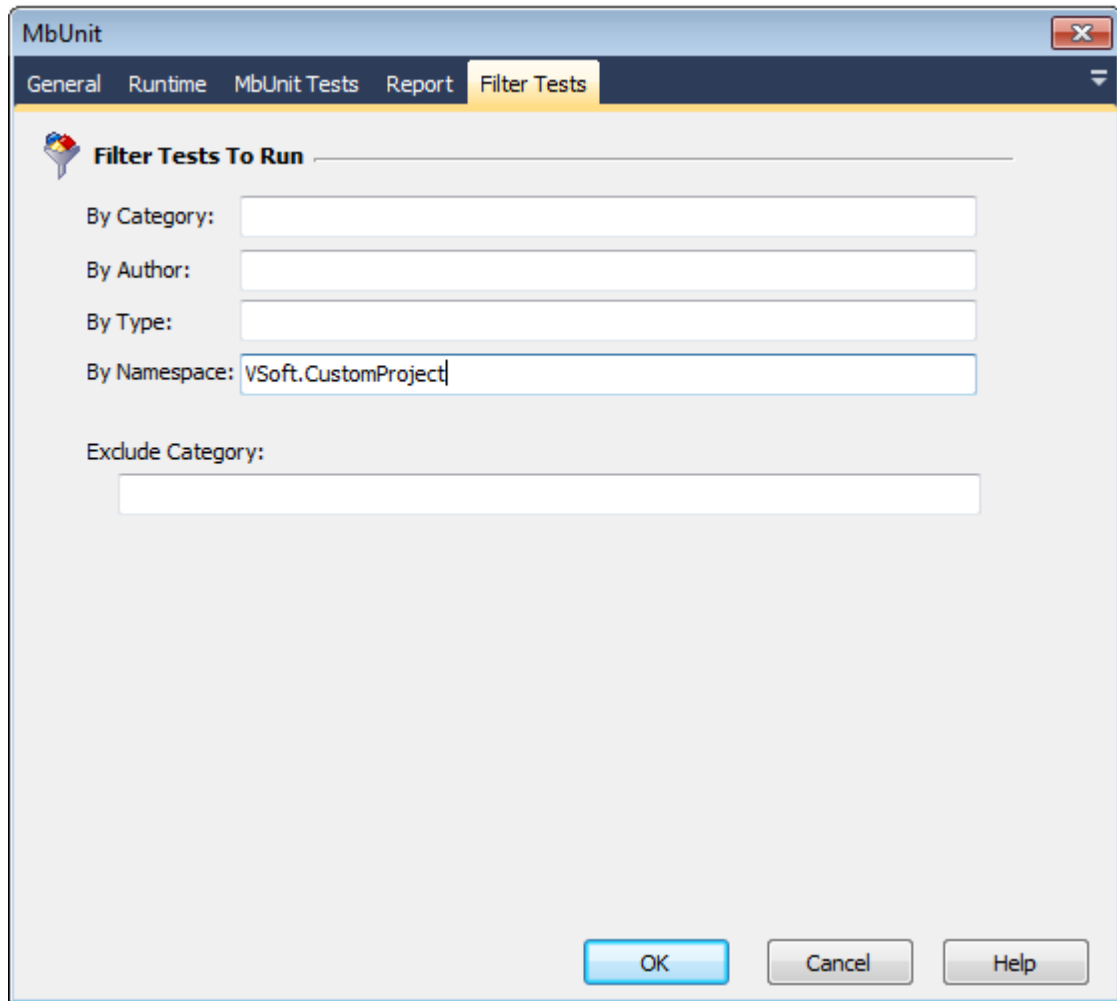 MbUnit
General Runtime MbUnit Tests Report Filter Tests
Filter Tests To Run
By Category:
By Author:
By Type:
By Namespace: VSoft.CustomProject
Exclude Category:
OK Cancel Help